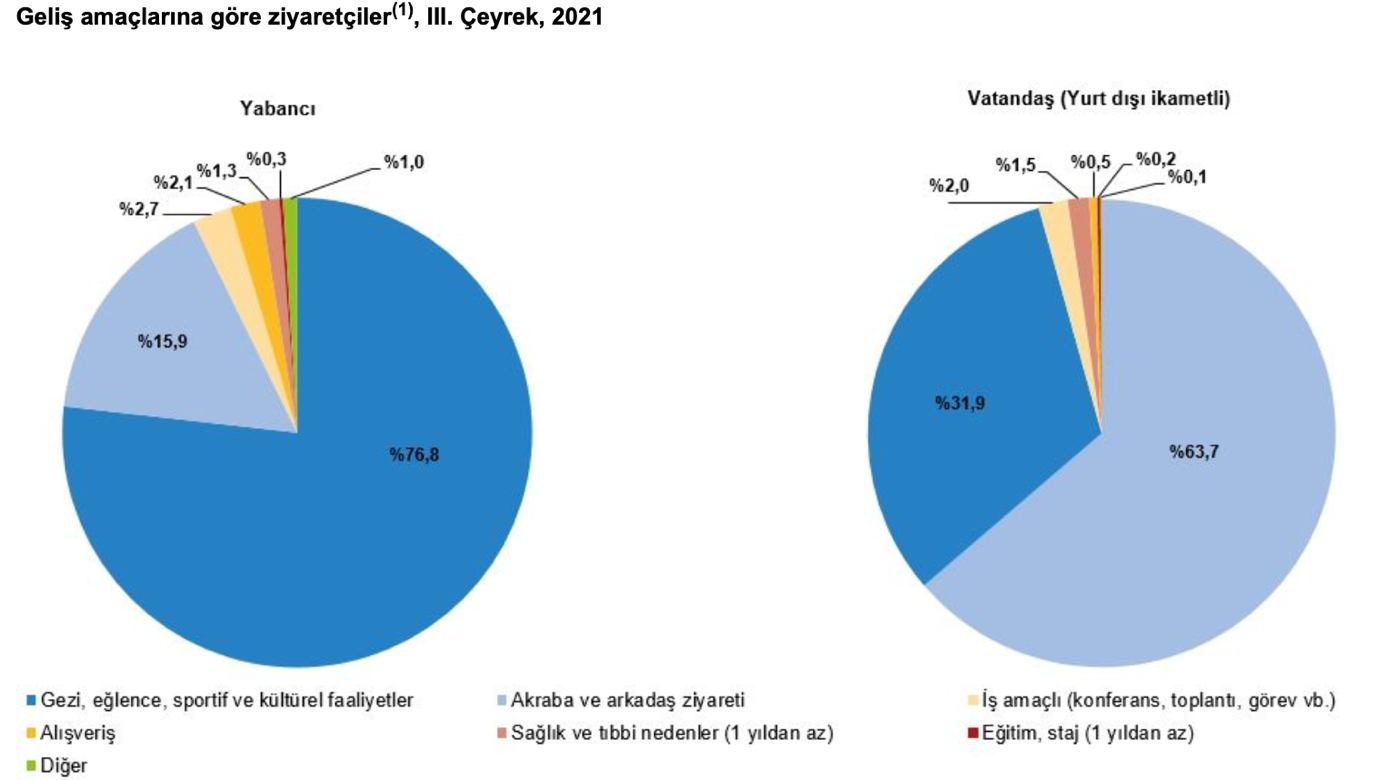 Geliş amaçlarına göre ziyaretçiler(1), III. Çeyrek, 2021
Yabancı
%76,8
%15,9
%2,7
%2,1
%1,3
%0,3
%1,0
Vatandaş (Yurt dışı ikametli)
%63,7
%31,9
%2,0
%1,5
%0,5
%0,2
%0,1
Gezi, eğlence, sportif ve kültürel faaliyetler
Akraba ve arkadaş ziyareti
İş amaçlı (konferans, toplantı, görev vb.)
Alışveriş
Sağlık ve tıbbi nedenler (1 yıldan az)
Eğitim, staj (1 yıldan az)
Diğer